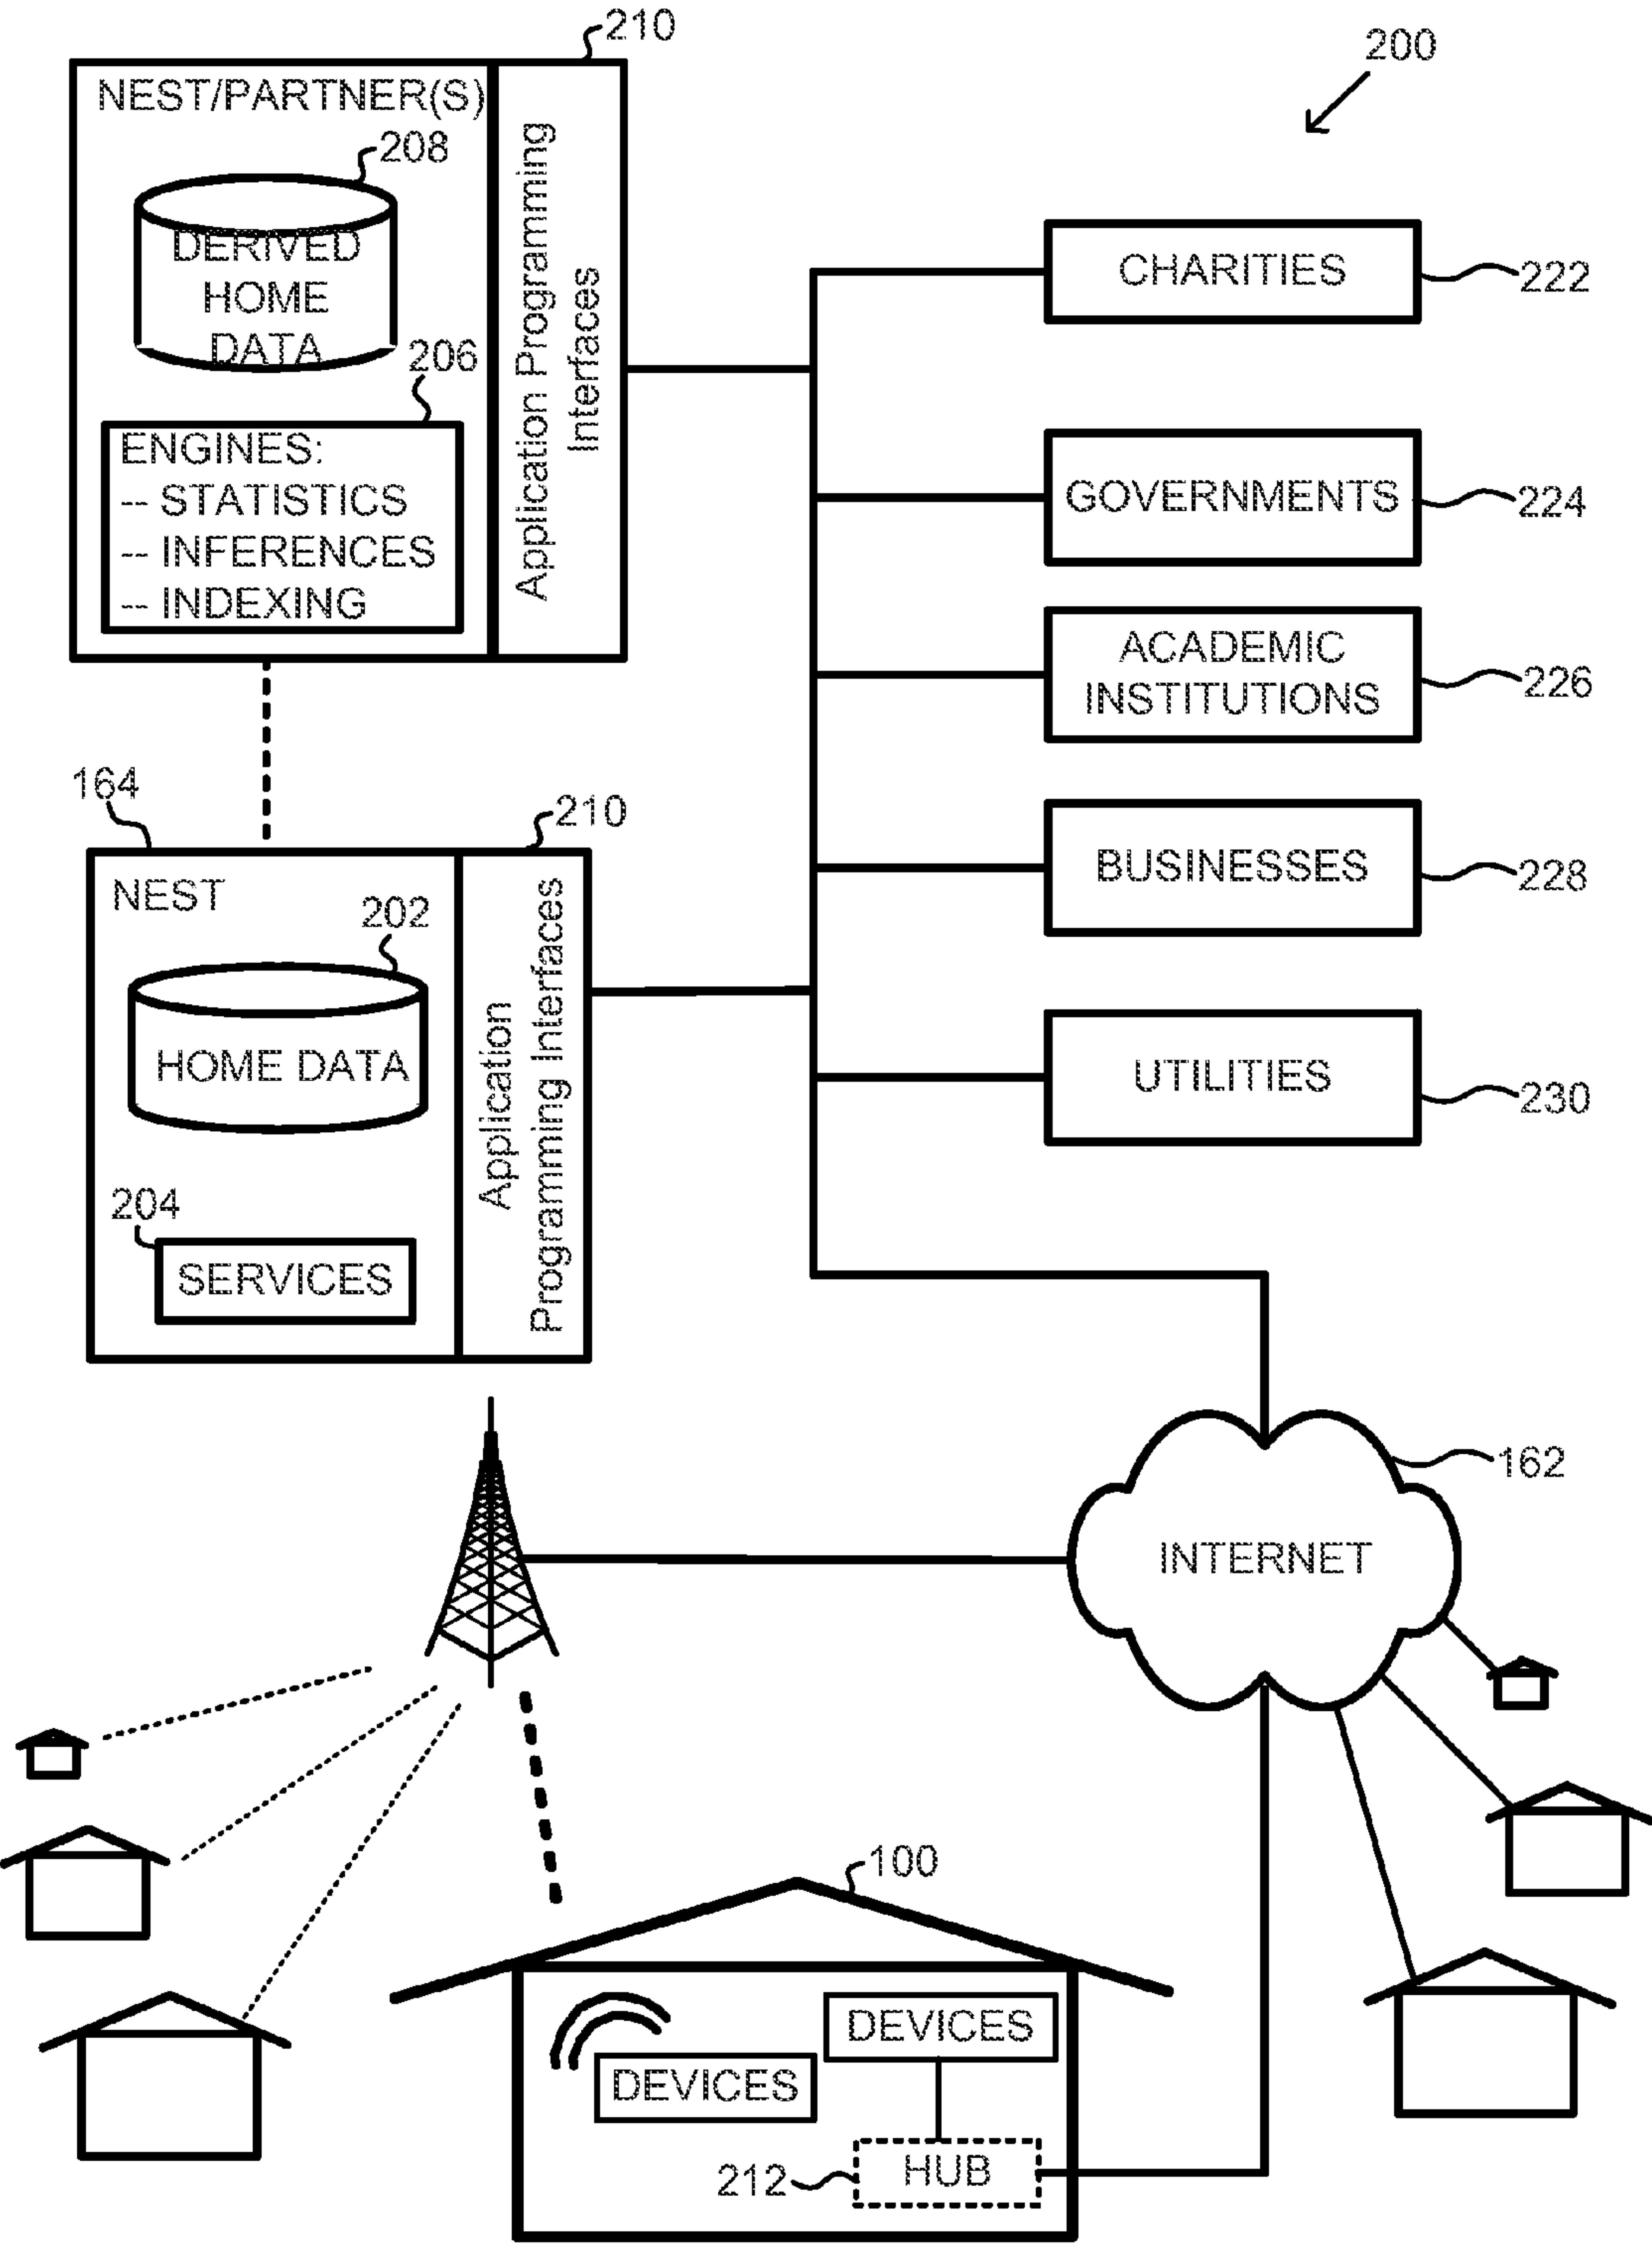 210
200
NEST/PARTNER(S)
208
DERIVED
HOME
DATA
206
ENGINES:
-- STATISTICS
-- INFERENCES
-- INDEXING
Application Programming
Interfaces
CHARITIES
222
GOVERNMENTS
224
ACADEMIC
INSTITUTIONS
226
BUSINESSES
228
UTILITIES
230
164
210
NEST
202
HOME DATA
204
SERVICES
Application
Programming Interfaces
162
INTERNET
100
DEVICES
DEVICES
212
HUB